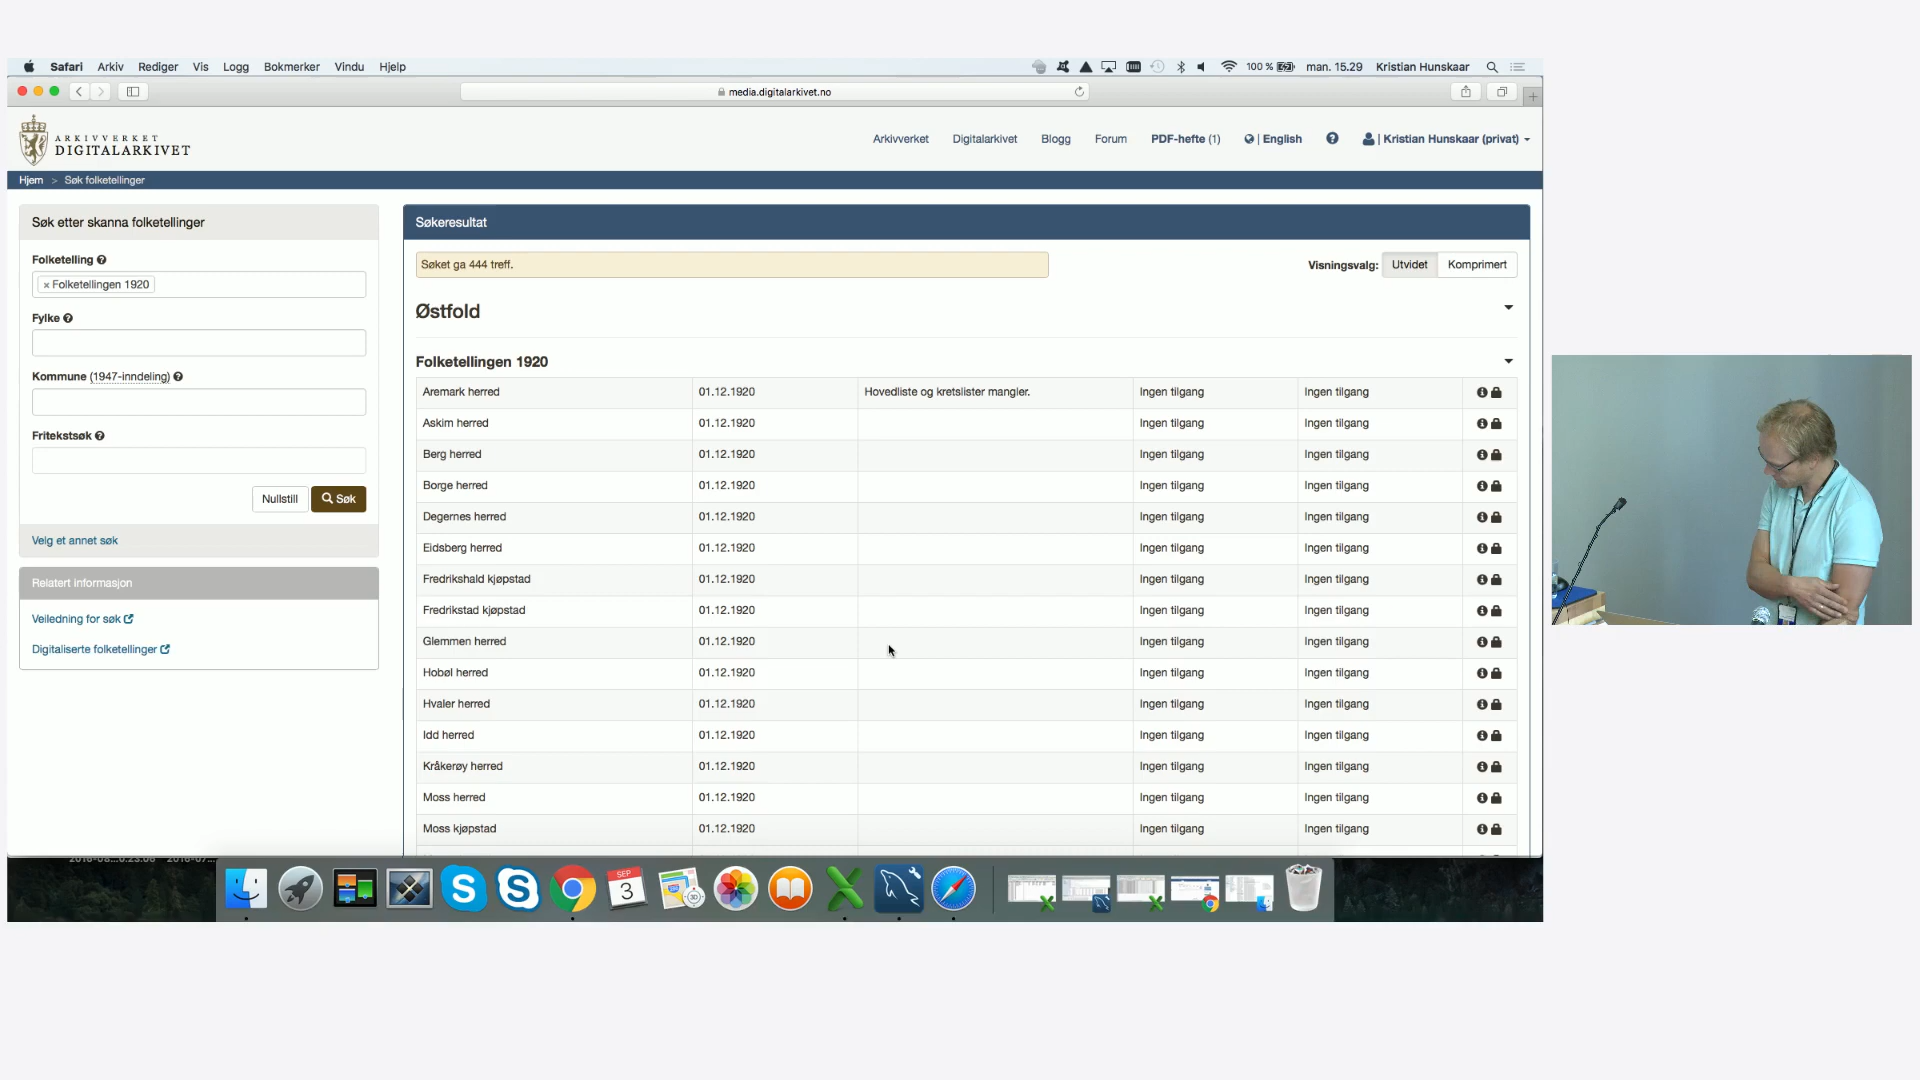 Safari Arkiv Rediger Vis Logg Bokmerker Vindu Hjelp 100 % man. 15.29 Kristian Hunskaar
media.digitalarkivet.no
ARKIVVERKET
DIGITALARKIVET
Arkivverket Digitalarkivet Blogg Forum PDF-hefte (1) | English | Kristian Hunskaar (privat)
Hjem > Søk folketellinger
Søk etter skanna folketellinger
Folketelling
× Folketellingen 1920
Fylke
Kommune (1947-inndeling)
Fritekstsøk
Nullstill Søk
Velg et annet søk
Relatert informasjon
Veiledning for søk
Digitaliserte folketellinger
Søkeresultat
Søket ga 444 treff.
Visningsvalg: Utvidet Komprimert
Østfold
Folketellingen 1920
Aremark herred 01.12.1920 Hovedliste og kretslister mangler. Ingen tilgang Ingen tilgang
Askim herred 01.12.1920 Ingen tilgang Ingen tilgang
Berg herred 01.12.1920 Ingen tilgang Ingen tilgang
Borge herred 01.12.1920 Ingen tilgang Ingen tilgang
Degernes herred 01.12.1920 Ingen tilgang Ingen tilgang
Eidsberg herred 01.12.1920 Ingen tilgang Ingen tilgang
Fredrikshald kjøpstad 01.12.1920 Ingen tilgang Ingen tilgang
Fredrikstad kjøpstad 01.12.1920 Ingen tilgang Ingen tilgang
Glemmen herred 01.12.1920 Ingen tilgang Ingen tilgang
Hobøl herred 01.12.1920 Ingen tilgang Ingen tilgang
Hvaler herred 01.12.1920 Ingen tilgang Ingen tilgang
Idd herred 01.12.1920 Ingen tilgang Ingen tilgang
Kråkerøy herred 01.12.1920 Ingen tilgang Ingen tilgang
Moss herred 01.12.1920 Ingen tilgang Ingen tilgang
Moss kjøpstad 01.12.1920 Ingen tilgang Ingen tilgang
SEP
3
3D